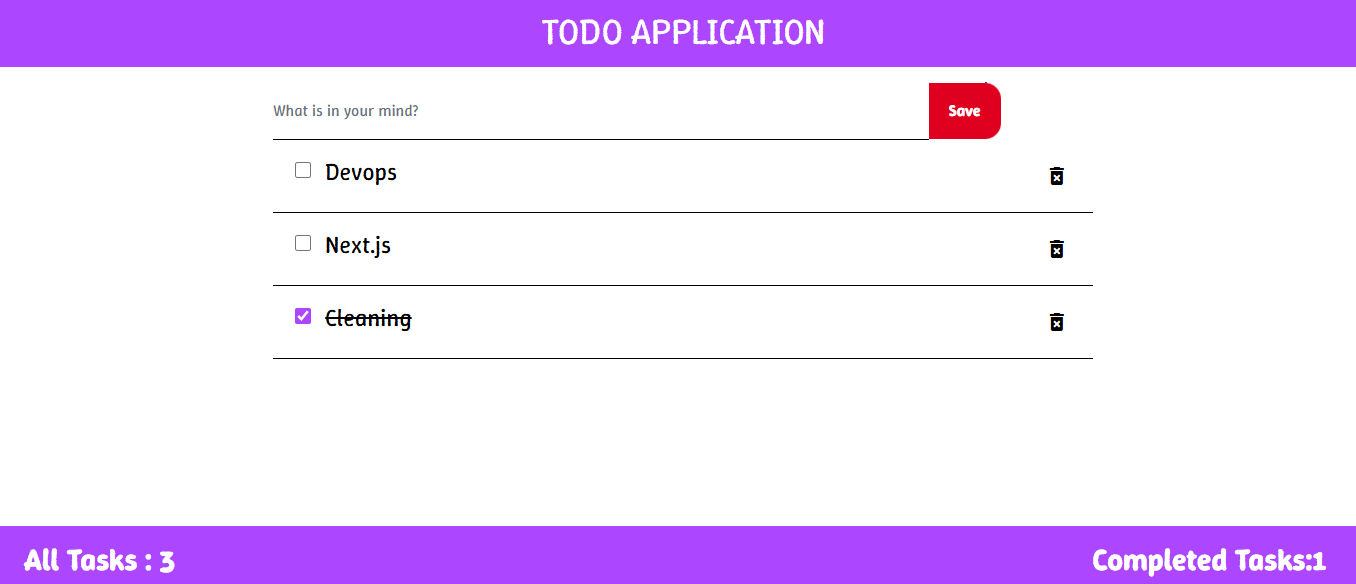 TODO APPLICATION
What is in your mind?
Save
Devops
Next.js
Cleaning
All Tasks : 3
Completed Tasks:1